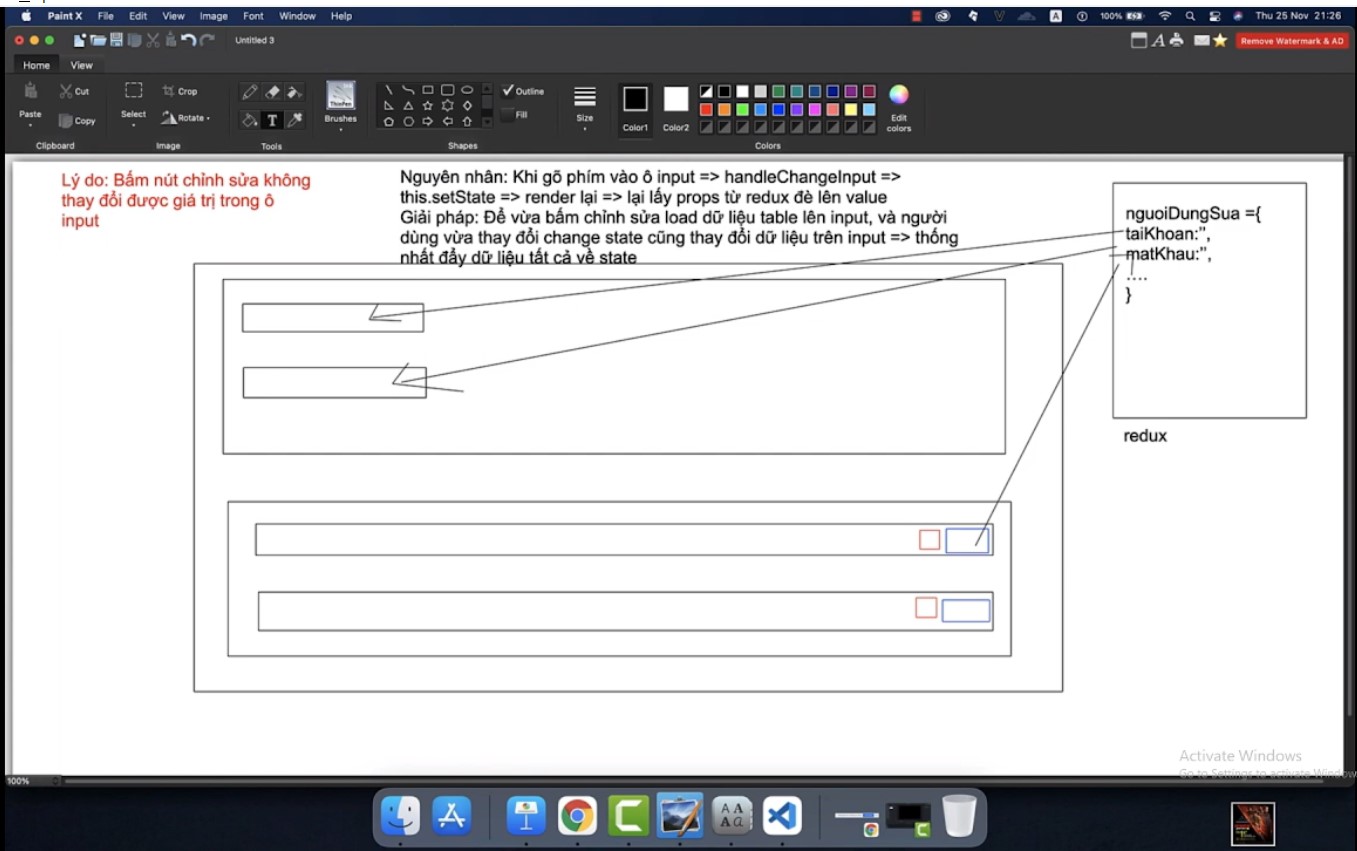 Paint X File Edit View Image Font Window Help
100% Thu 25 Nov 21:26
Untitled 3
Remove Watermark & AD
Home View
Cut
Crop
Outline
Paste
Copy
Select
Rotate
ThinPen
Brushes
Fill
Size
Color1
Color2
Edit
colors
Clipboard
Image
Tools
Shapes
Colors
Lý do: Bấm nút chỉnh sửa không
thay đổi được giá trị trong ô
input
Nguyên nhân: Khi gõ phím vào ô input => handleChangeInput =>
this.setState => render lại => lại lấy props từ redux đè lên value
Giải pháp: Để vừa bấm chỉnh sửa load dữ liệu table lên input, và người
dùng vừa thay đổi change state cũng thay đổi dữ liệu trên input => thống
nhất đẩy dữ liệu tất cả về state
nguoiDungSua ={
taiKhoan:'',
matKhau:'',
....
}
redux
Activate Windows
Go to Settings to activate Windows
100%